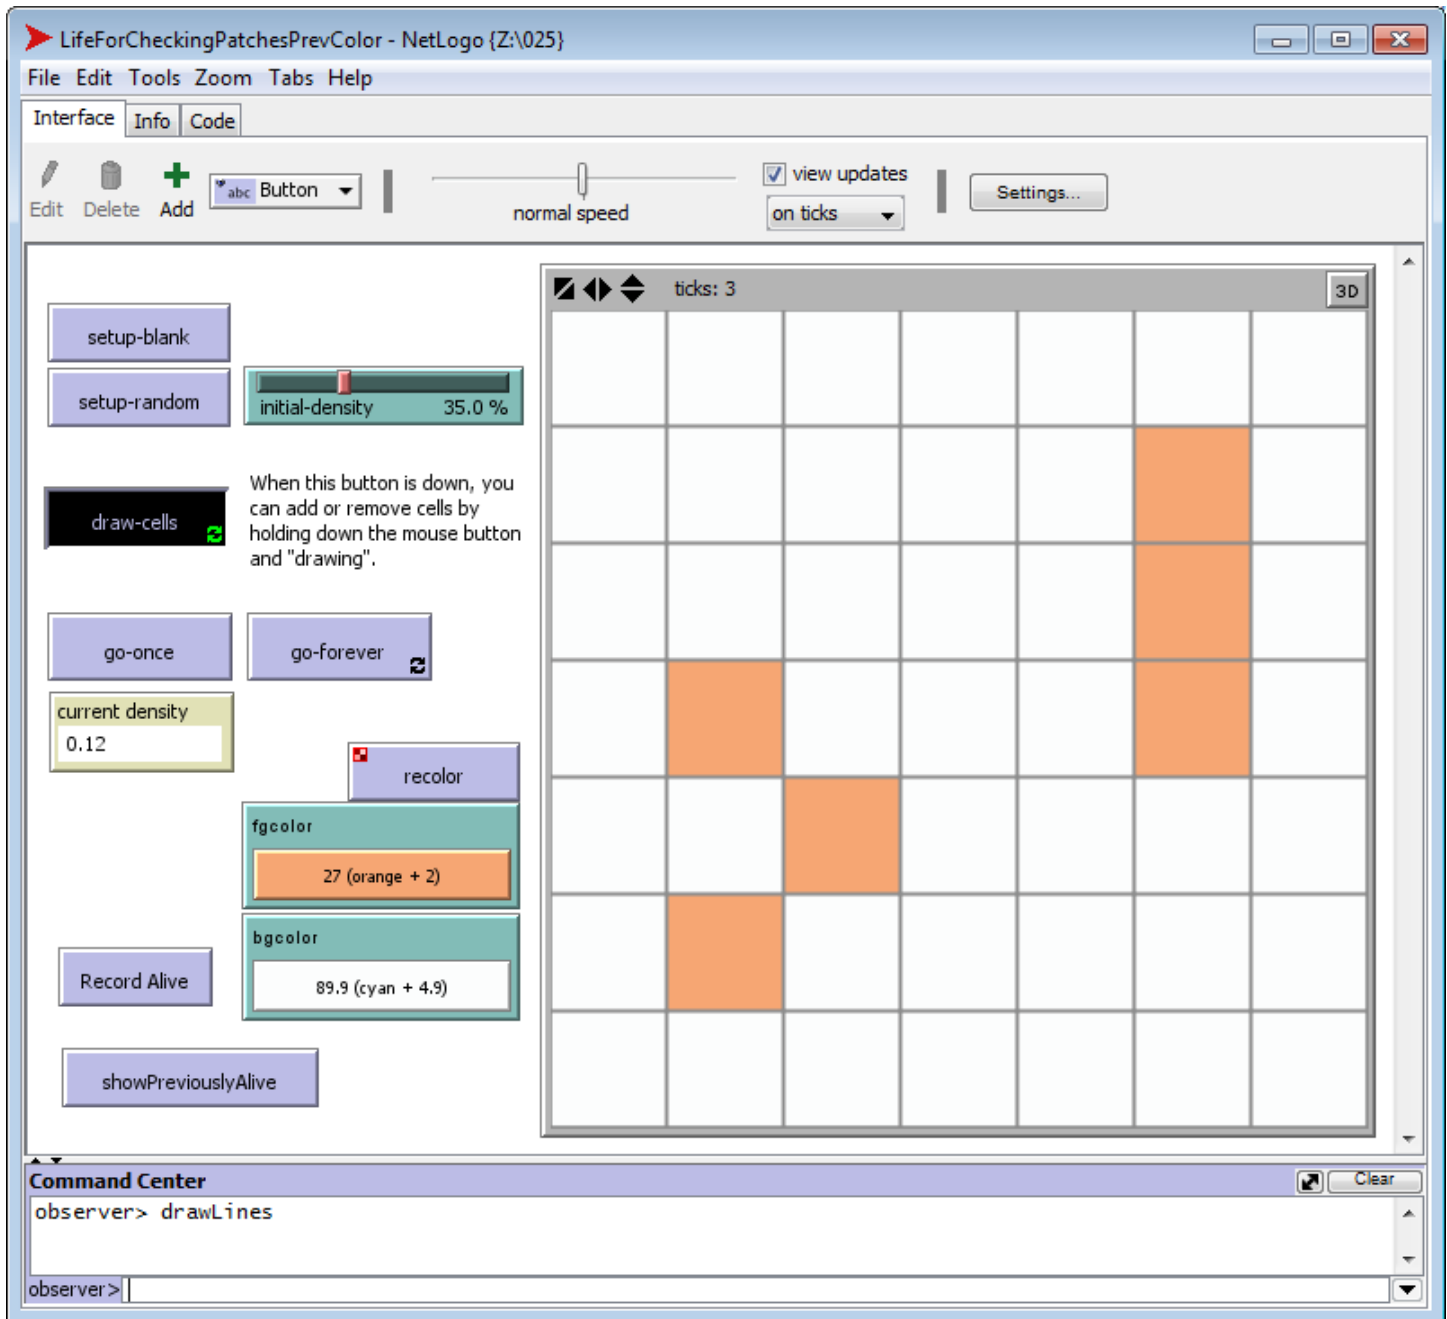 LifeForCheckingPatchesPrevColor - NetLogo {Z:\025}
File Edit Tools Zoom Tabs Help
Interface Info Code
Edit Delete Add abc Button normal speed view updates on ticks Settings...
ticks: 3 3D
setup-blank
setup-random
initial-density 35.0 %
draw-cells
When this button is down, you
can add or remove cells by
holding down the mouse button
and "drawing".
go-once go-forever
current density
0.12
recolor
fgcolor
27 (orange + 2)
bgcolor
89.9 (cyan + 4.9)
Record Alive
showPreviouslyAlive
Command Center Clear
observer> drawLines
observer>